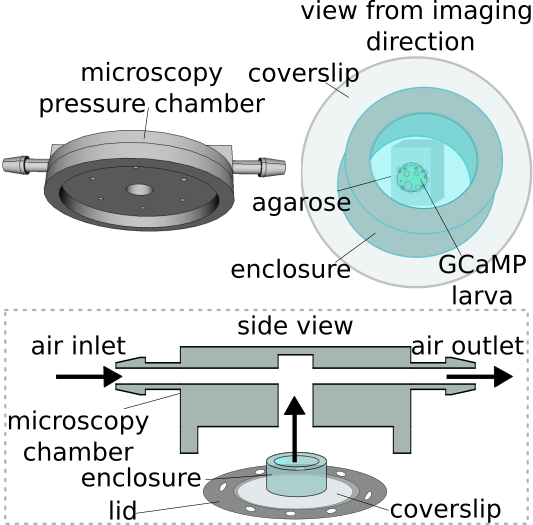 view from imaging
direction
microscopy
pressure chamber
coverslip
agarose
enclosure
GCaMP
larva
side view
air inlet
air outlet
microscopy
chamber
enclosure
lid
coverslip